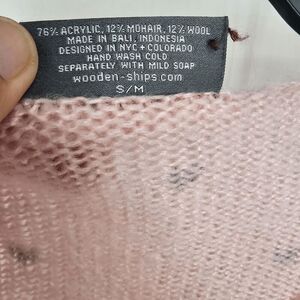 76% ACRYLIC, 12% MOHAIR, 12% WOOL
MADE IN BALI, INDONESIA
DESIGNED IN NYC + COLORADO
HAND WASH COLD
SEPARATELY WITH MILD SOAP
wooden-ships.com
S/M